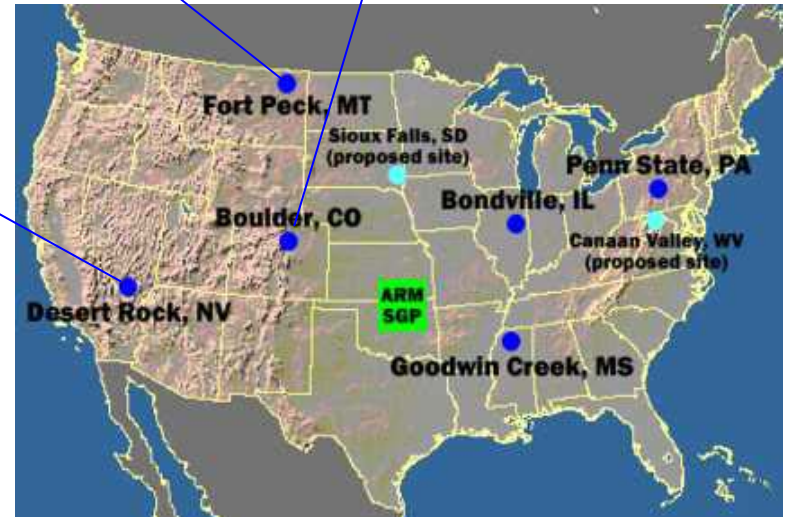 Fort Peck, MT
Sioux Falls, SD
(proposed site)
Penn State, PA
Bondville, IL
Boulder, CO
Canaan Valley, WV
(proposed site)
ARM
SGP
Desert Rock, NV
Goodwin Creek, MS